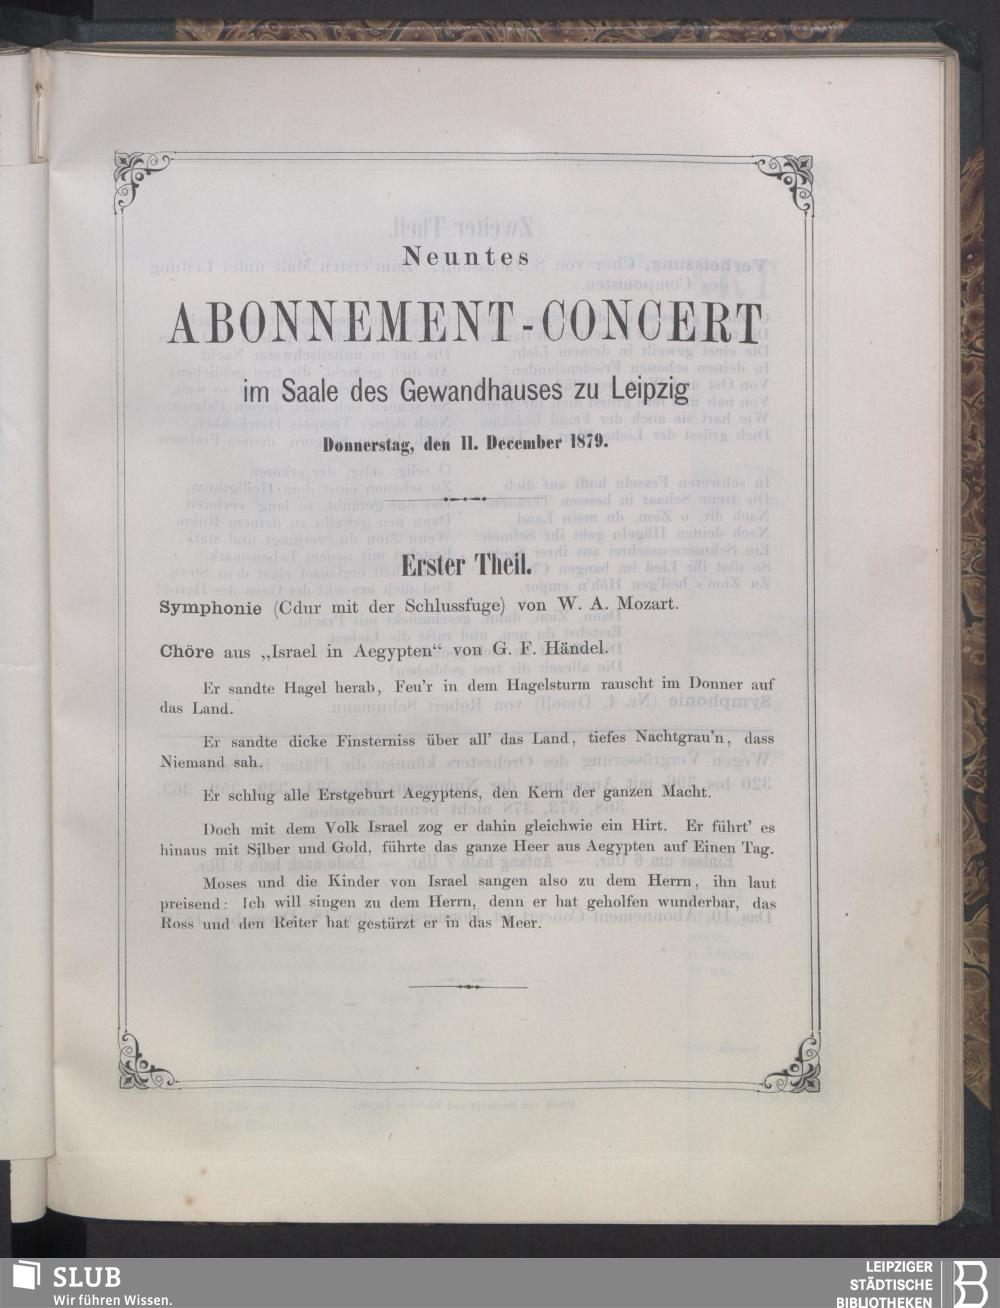 Neuntes
ABONNEMENT-CONCERT
im Saale des Gewandhauses zu Leipzig
Donnerstag, den 11. December 1879.
Erster Theil.
Symphonie (Cdur mit der Schlussfuge) von W. A. Mozart.
Chöre aus „Israel in Aegypten“ von G. F. Händel.
Er sandte Hagel herab, Feu'r in dem Hagelsturm rauscht im Donner auf
das Land.
Er sandte dicke Finsterniss über all' das Land, tiefes Nachtgrau'n, dass
Niemand sah.
Er schlug alle Erstgeburt Aegyptens, den Kern der ganzen Macht.
Doch mit dem Volk Israel zog er dahin gleichwie ein Hirt. Er führt' es
hinaus mit Silber und Gold, führte das ganze Heer aus Aegypten auf Einen Tag.
Moses und die Kinder von Israel sangen also zu dem Herrn, ihn laut
preisend: Ich will singen zu dem Herrn, denn er hat geholfen wunderbar, das
Ross und den Reiter hat gestürzt er in das Meer.
SLUB
Wir führen Wissen.
LEIPZIGER
STÄDTISCHE
BIBLIOTHEKEN